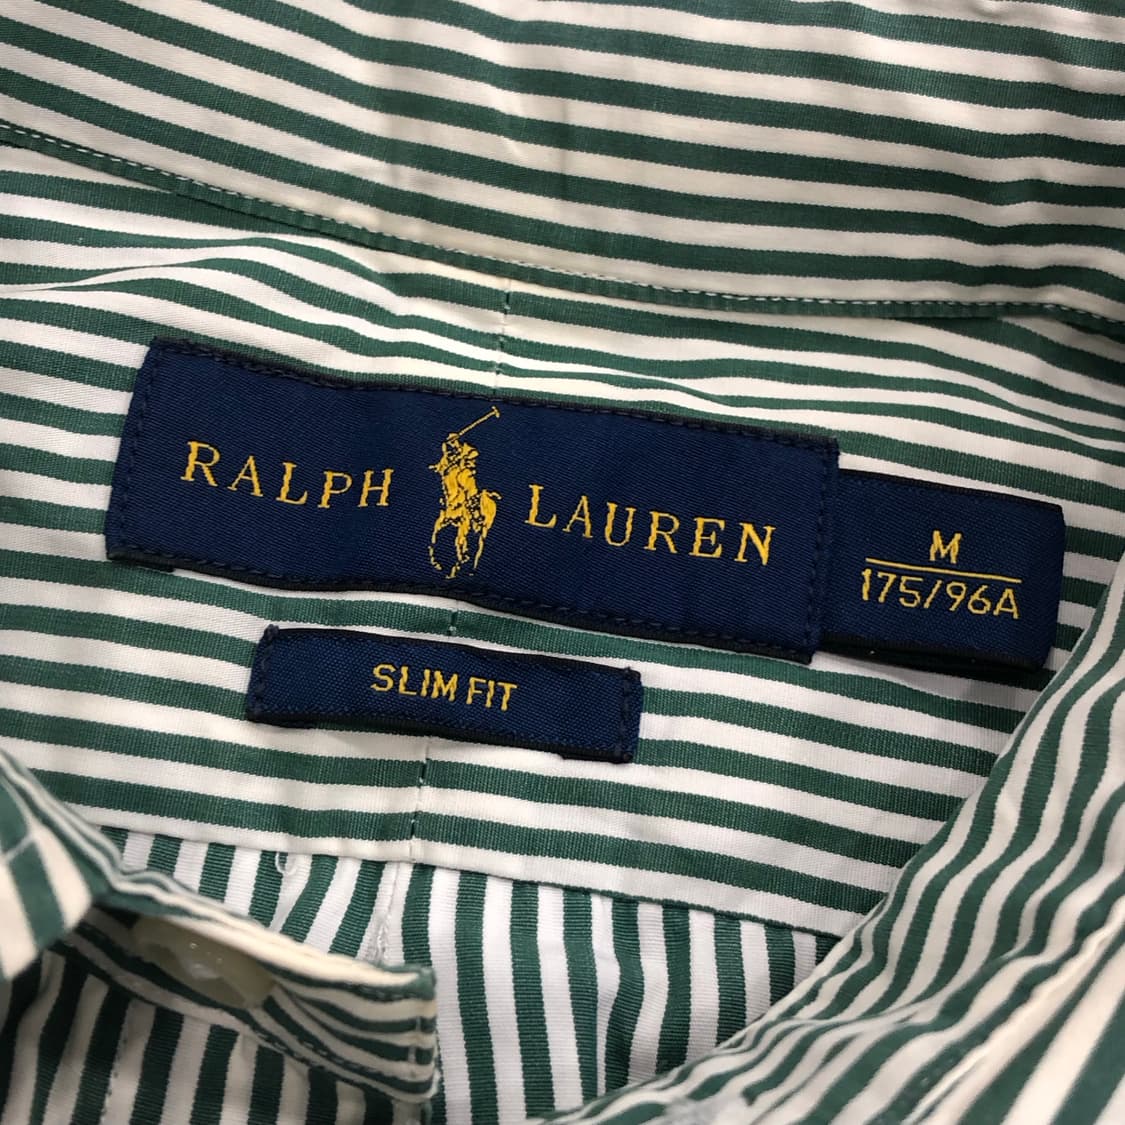 RALPH LAUREN
M
175/96A
SLIM FIT